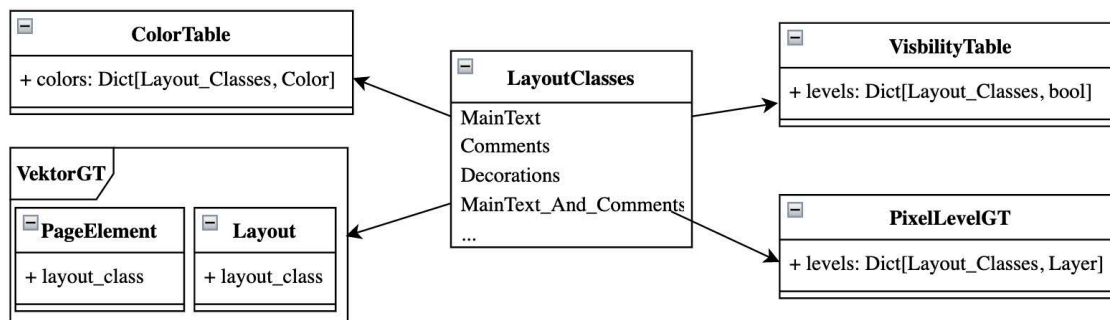 ColorTable
+ colors: Dict[Layout_Classes, Color]
VektorGT
PageElement
+ layout_class
Layout
+ layout_class
LayoutClasses
MainText
Comments
Decorations
MainText_And_Comments
...
VisbilityTable
+ levels: Dict[Layout_Classes, bool]
PixelLevelGT
+ levels: Dict[Layout_Classes, Layer]